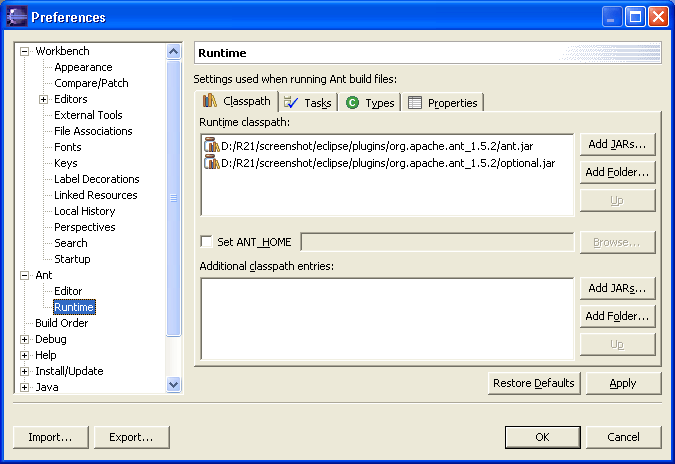 Preferences
Workbench
Appearance
Compare/Patch
Editors
External Tools
File Associations
Fonts
Keys
Label Decorations
Linked Resources
Local History
Perspectives
Search
Startup
Ant
Editor
Runtime
Build Order
Debug
Help
Install/Update
Java
Runtime
Settings used when running Ant build files:
Classpath Tasks Types Properties
Runtime classpath:
D:/R21/screenshot/eclipse/plugins/org.apache.ant_1.5.2/ant.jar
D:/R21/screenshot/eclipse/plugins/org.apache.ant_1.5.2/optional.jar
Add JARs...
Add Folder...
Up
Set ANT_HOME
Browse...
Additional classpath entries:
Add JARs...
Add Folder...
Up
Restore Defaults Apply
Import... Export... OK Cancel